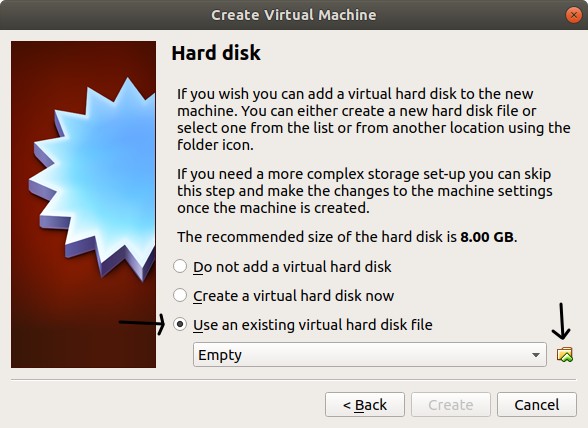 Create Virtual Machine
Hard disk
If you wish you can add a virtual hard disk to the new
machine. You can either create a new hard disk file or
select one from the list or from another location using the
folder icon.
If you need a more complex storage set-up you can skip
this step and make the changes to the machine settings
once the machine is created.
The recommended size of the hard disk is 8.00 GB.
Do not add a virtual hard disk
Create a virtual hard disk now
Use an existing virtual hard disk file
Empty
< Back
Create
Cancel